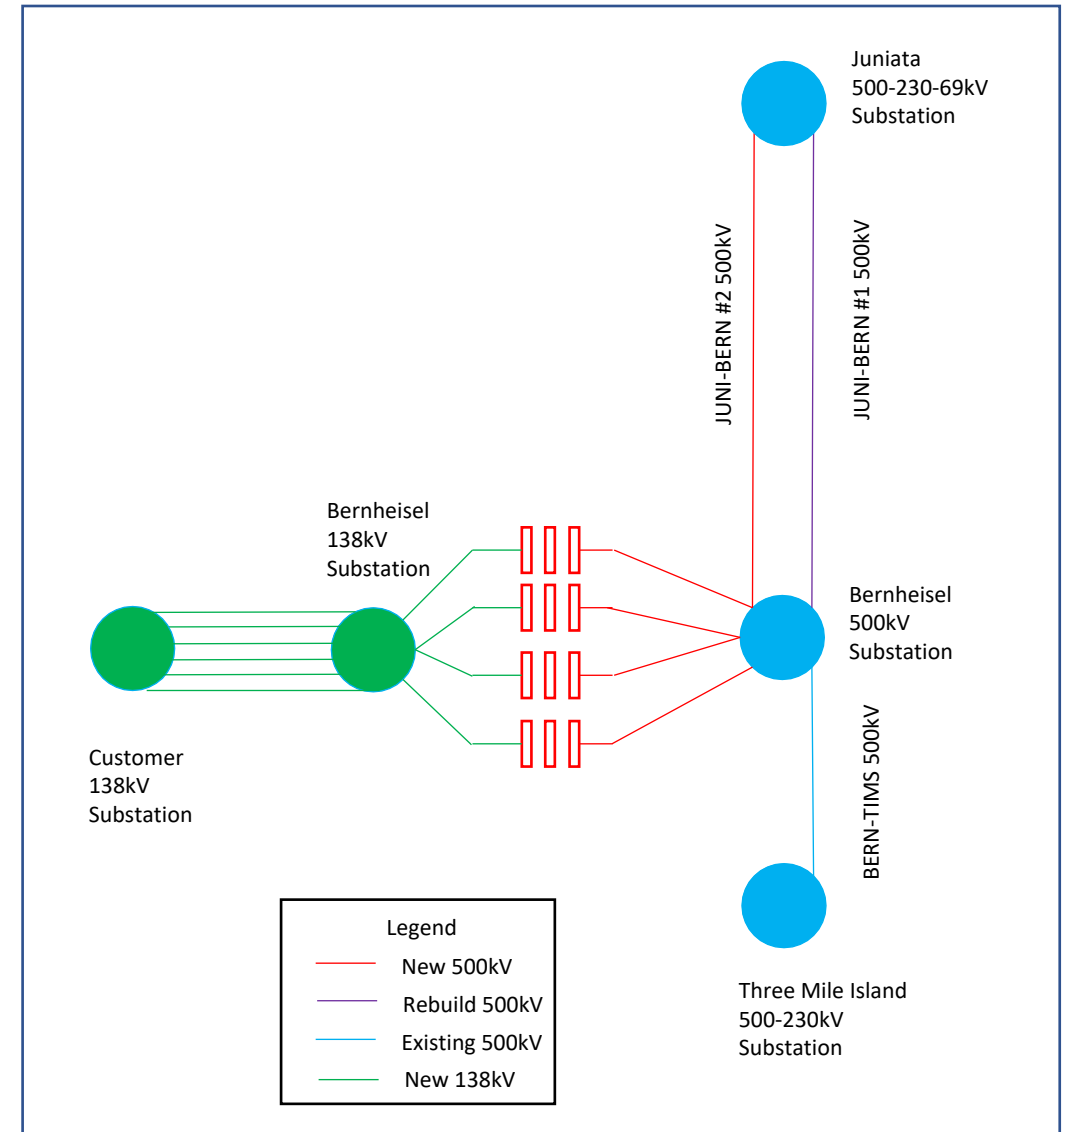 Juniata
500-230-69kV
Substation
JUNI-BERN #2 500kV
JUNI-BERN #1 500kV
Bernheisel
138kV
Substation
Bernheisel
500kV
Substation
Customer
138kV
Substation
BERN-TIMS 500kV
Legend
New 500kV
Rebuild 500kV
Existing 500kV
New 138kV
Three Mile Island
500-230kV
Substation